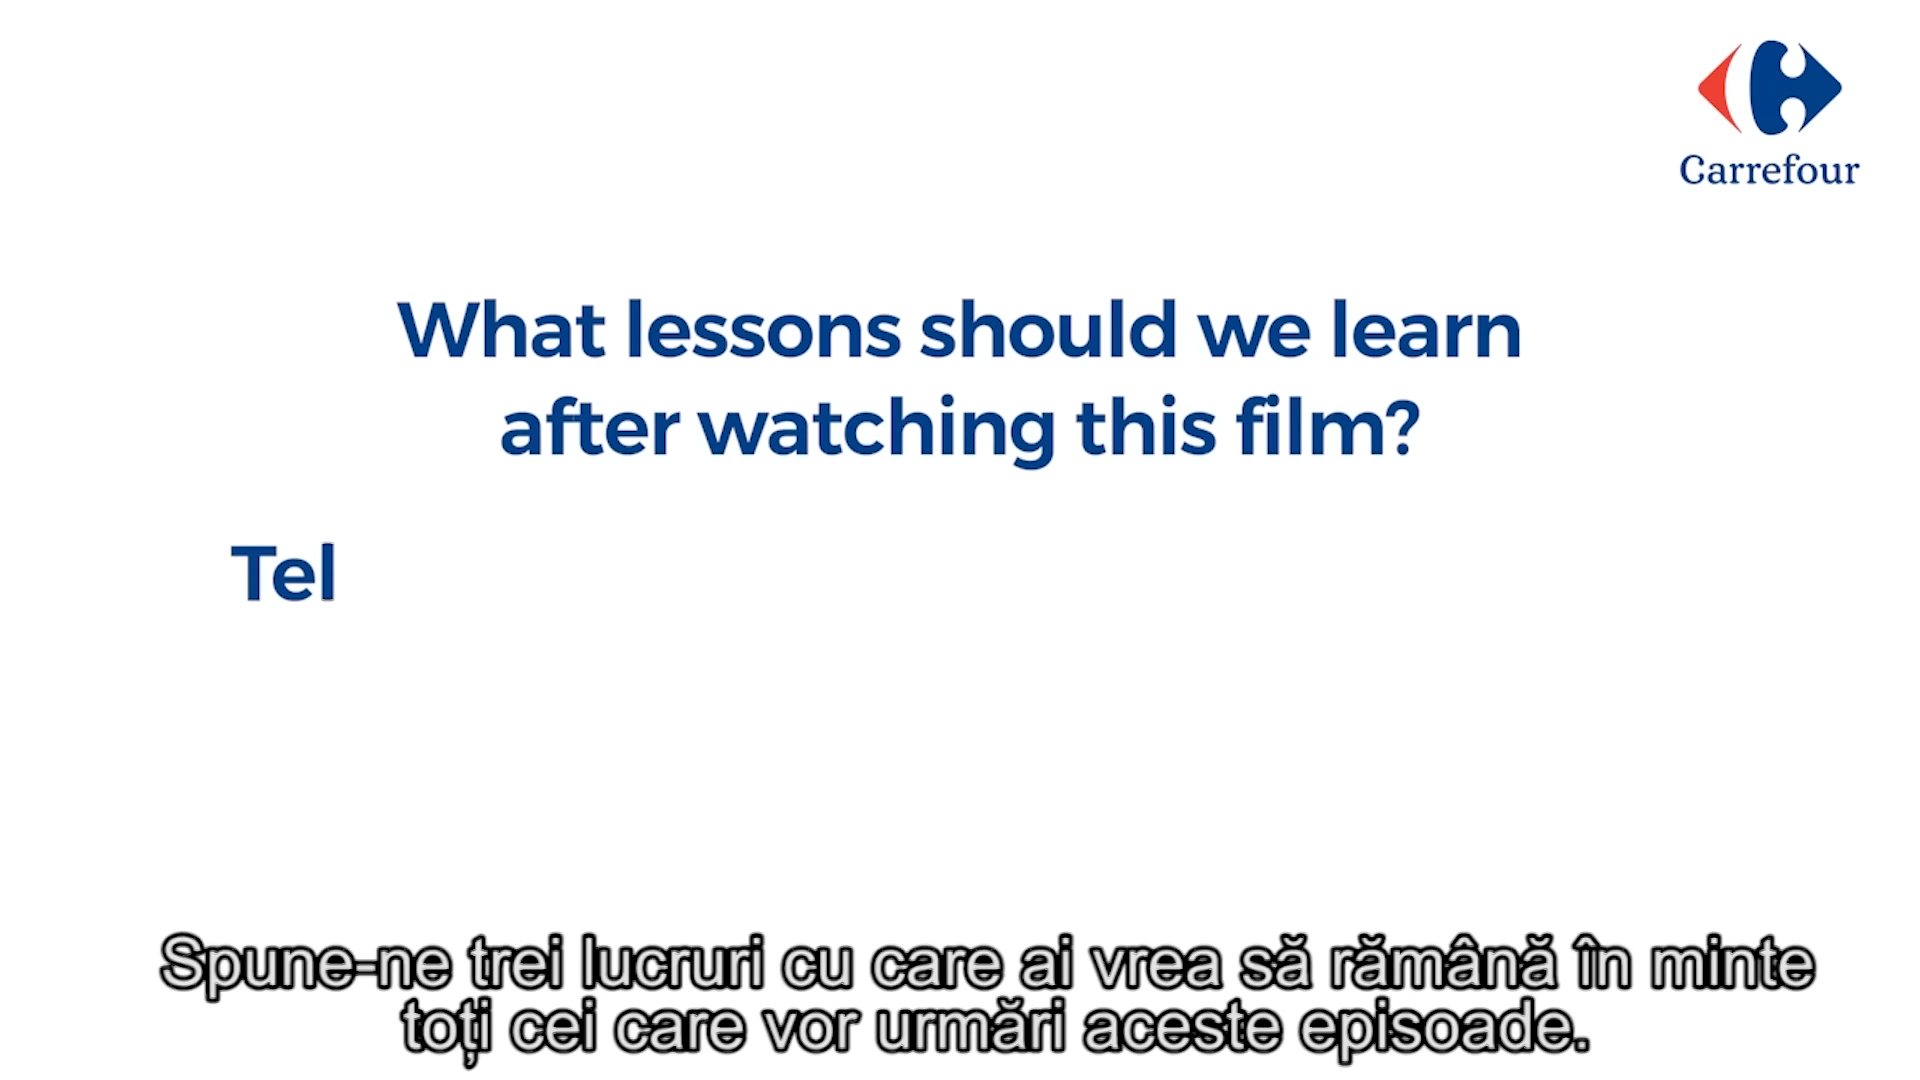 Carrefour
What lessons should we learn
after watching this film?
Tel
Spune-ne trei lucruri cu care ai vrea să rămână în minte
toți cei care vor urmări aceste episoade.